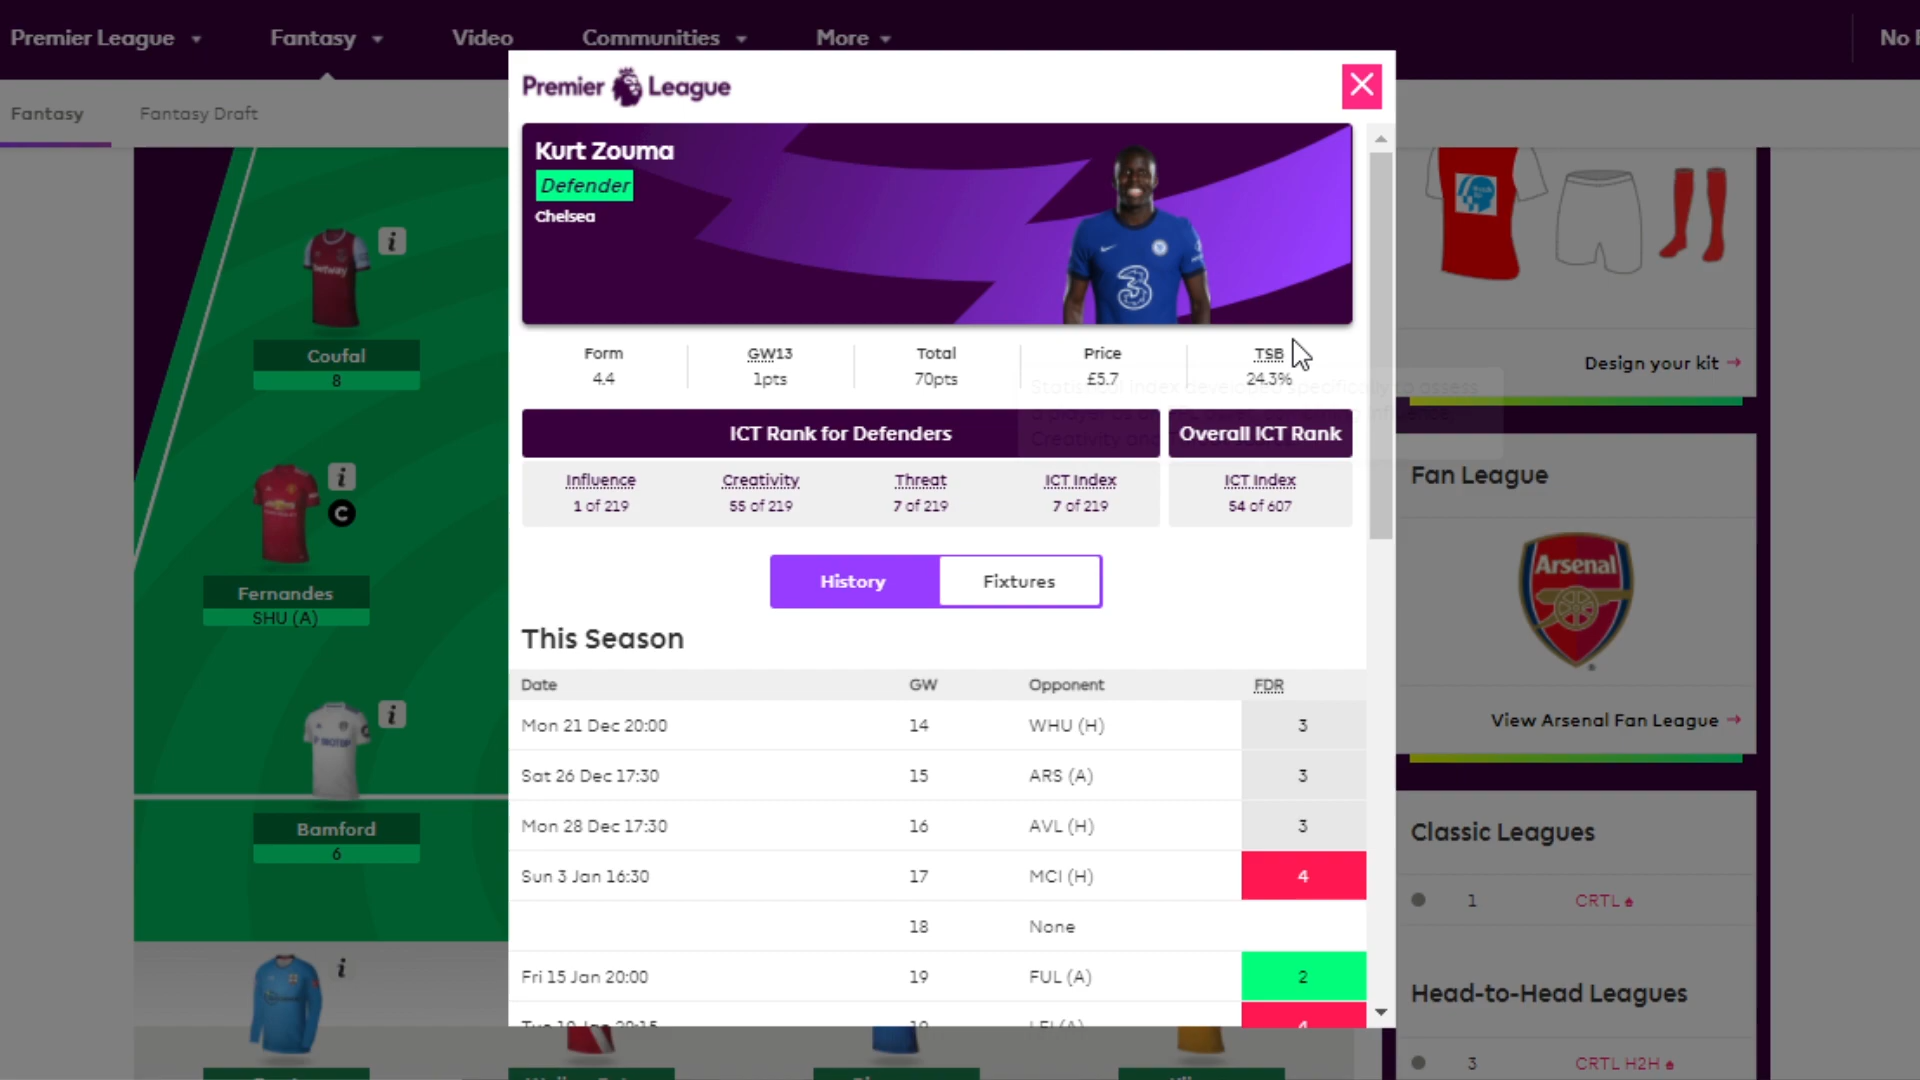 Premier League
Fantasy
Video
Communities
More
No
Fantasy
Fantasy Draft
Premier League
Kurt Zouma
Defender
Chelsea
Form
4.4
GW13
1pts
Total
70pts
Price
£5.7
TSB
24.3%
ICT Rank for Defenders
Overall ICT Rank
Influence
1 of 219
Creativity
55 of 219
Threat
7 of 219
ICT Index
7 of 219
ICT Index
54 of 607
History
Fixtures
This Season
Date GW Opponent FDR
Mon 21 Dec 20:00 14 WHU (H) 3
Sat 26 Dec 17:30 15 ARS (A) 3
Mon 28 Dec 17:30 16 AVL (H) 3
Sun 3 Jan 16:30 17 MCI (H) 4
18 None
Fri 15 Jan 20:00 19 FUL (A) 2
betway
Coufal
8
C
Fernandes
SHU (A)
Bamford
6
Design your kit →
Fan League
Arsenal
View Arsenal Fan League →
Classic Leagues
1 CRTL
Head-to-Head Leagues
3 CRTL H2H